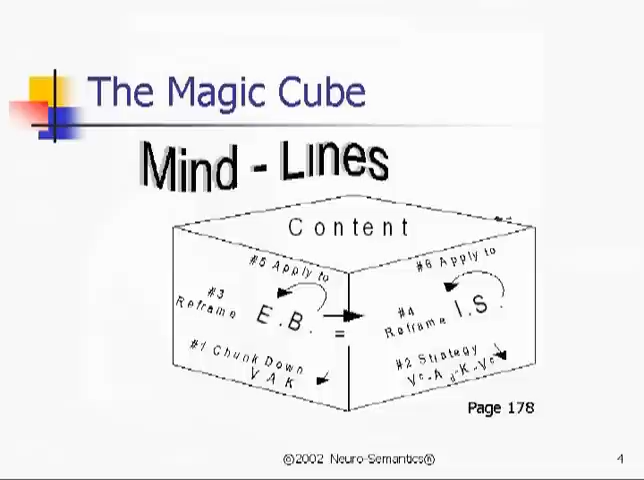 The Magic Cube
Mind - Lines
Content
#5 Apply to
#6 Apply to
#3
Reframe
E.B.
=
#4
Reframe
I.S.
#1 Chunk Down
V A K
#2 Strategy
Page 178
©2002 Neuro-Semantics®
4